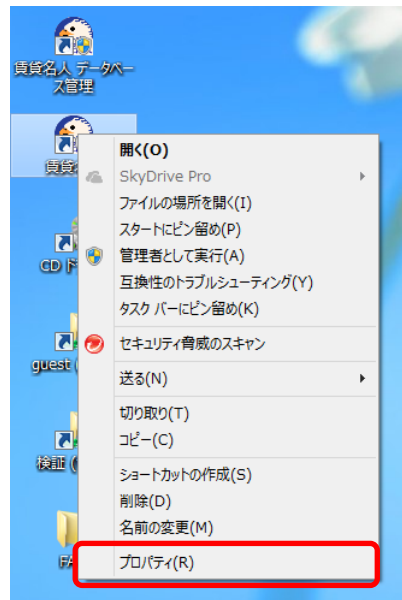 賃貸名人 データベー
ス管理
賃貸
開く(O)
SkyDrive Pro
ファイルの場所を開く(I)
スタートにピン留め(P)
CD ド
管理者として実行(A)
互換性のトラブルシューティング(Y)
タスク バーにピン留め(K)
セキュリティ脅威のスキャン
guest (
送る(N)
切り取り(T)
コピー(C)
検証 (
ショートカットの作成(S)
削除(D)
名前の変更(M)
プロパティ(R)
FA